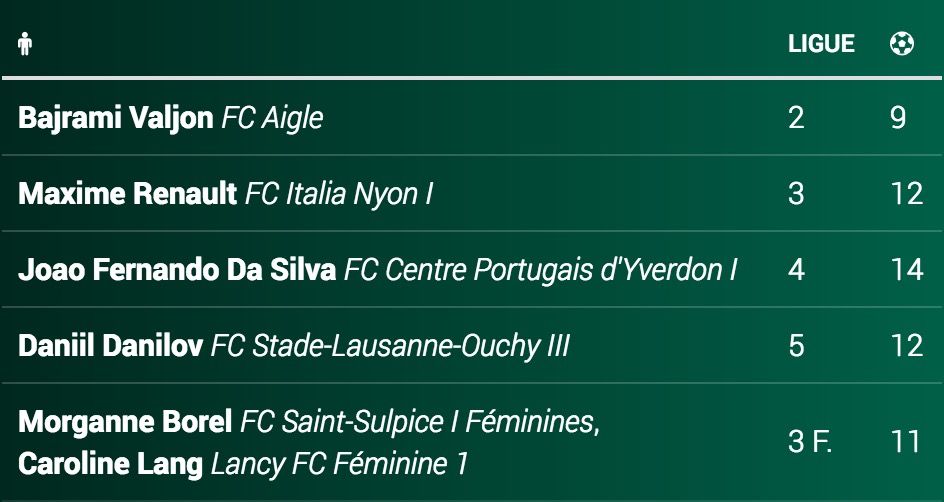 LIGUE
Bajrami Valjon FC Aigle 2 9
Maxime Renault FC Italia Nyon I 3 12
Joao Fernando Da Silva FC Centre Portugais d'Yverdon I 4 14
Daniil Danilov FC Stade-Lausanne-Ouchy III 5 12
Morganne Borel FC Saint-Sulpice I Féminines,
Caroline Lang Lancy FC Féminine 1 3 F. 11